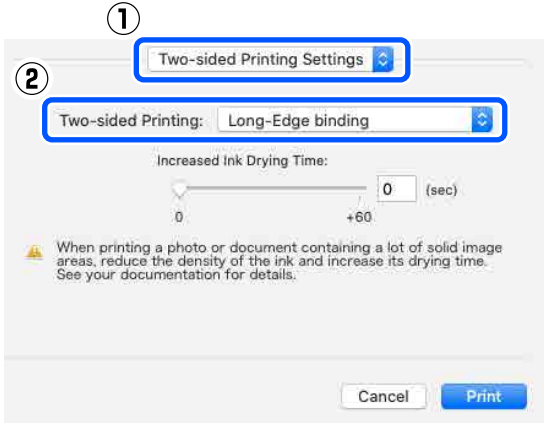 ①
Two-sided Printing Settings
②
Two-sided Printing: Long-Edge binding
Increased Ink Drying Time:
0 (sec)
0 +60
When printing a photo or document containing a lot of solid image
areas, reduce the density of the ink and increase its drying time.
See your documentation for details.
Cancel Print